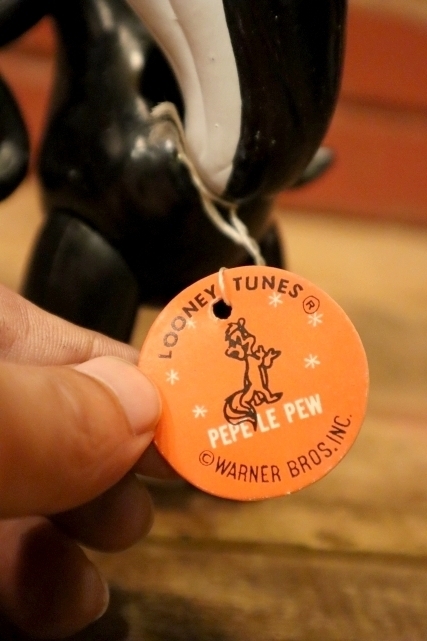 LOONEY TUNES ®
PEPE LE PEW
© WARNER BROS. INC.